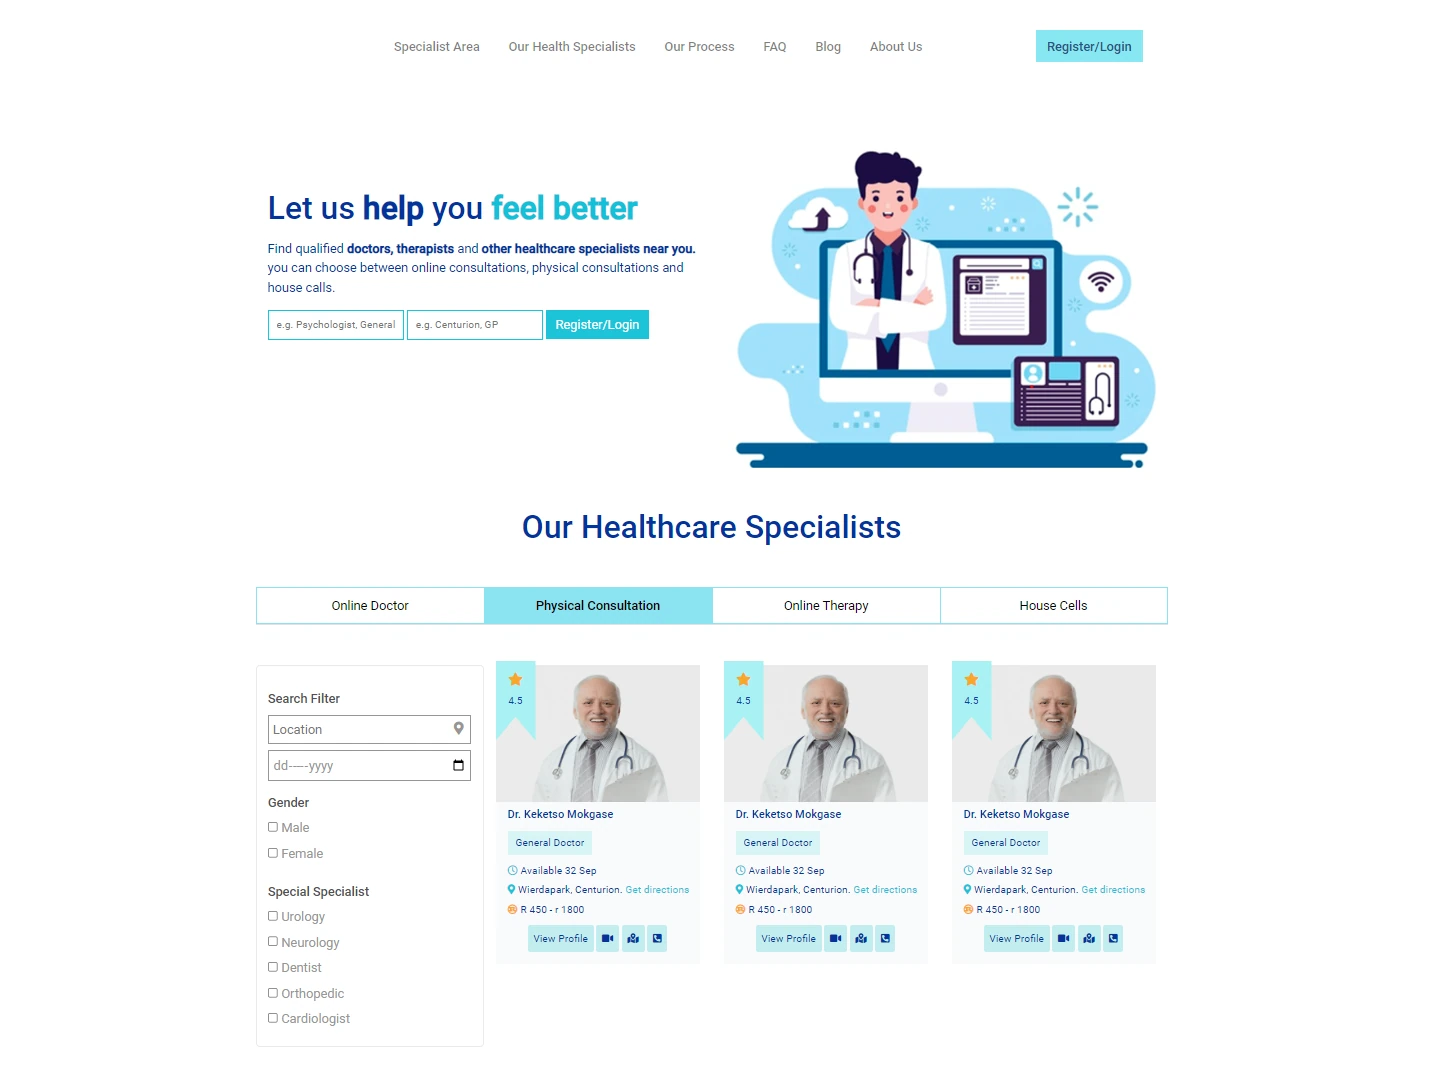 Specialist Area Our Health Specialists Our Process FAQ Blog About Us Register/Login
Let us help you feel better
Find qualified doctors, therapists and other healthcare specialists near you.
you can choose between online consultations, physical consultations and
house calls.
e.g. Psychologist, General e.g. Centurion, GP Register/Login
Our Healthcare Specialists
Online Doctor Physical Consultation Online Therapy House Cells
Search Filter
Location
dd-----yyyy
Gender
Male
Female
Special Specialist
Urology
Neurology
Dentist
Orthopedic
Cardiologist
4.5
Dr. Keketso Mokgase
General Doctor
Available 32 Sep
Wierdapark, Centurion. Get directions
R 450 - r 1800
View Profile
4.5
Dr. Keketso Mokgase
General Doctor
Available 32 Sep
Wierdapark, Centurion. Get directions
R 450 - r 1800
View Profile
4.5
Dr. Keketso Mokgase
General Doctor
Available 32 Sep
Wierdapark, Centurion. Get directions
R 450 - r 1800
View Profile